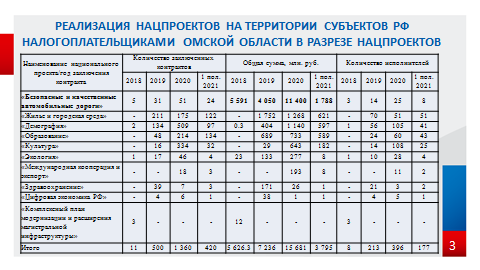 РЕАЛИЗАЦИЯ НАЦПРОЕКТОВ НА ТЕРРИТОРИИ СУБЪЕКТОВ РФ
НАЛОГОПЛАТЕЛЬЩИКАМИ ОМСКОЙ ОБЛАСТИ В РАЗРЕЗЕ НАЦПРОЕКТОВ
Наименование национального проекта/год заключения контракта Количество заключенных контрактов Общая сумма, млн. руб. Количество исполнителей
2018 2019 2020 1 пол. 2021 2018 2019 2020 1 пол. 2021 2018 2019 2020 1 пол. 2021
«Безопасные и качественные автомобильные дороги» 5 31 51 24 5 591 4 050 11 400 1 788 3 14 25 8
«Жилье и городская среда» - 211 175 122 - 1 752 1 268 621 - 70 51 51
«Демография» 2 134 509 97 0.3 404 1 140 597 1 56 105 41
«Образование» - 48 214 134 - 689 733 589 - 24 60 43
«Культура» - 16 334 32 - 29 643 182 - 14 108 25
«Экология» 1 17 46 4 23 133 277 8 1 10 28 4
«Международная кооперация и экспорт» - - 18 3 - - 193 8 - - 11 2
«Здравоохранение» - 39 7 3 - 171 26 1 - 21 3 2
«Цифровая экономика РФ» - 4 6 1 - 38 1 1 - 4 5 1
«Комплексный план модернизации и расширения магистральной инфраструктуры» 3 - - - 12 - - - 3 - - -
Итого 11 500 1 360 420 5 626.3 7 236 15 681 3 795 8 213 396 177
3